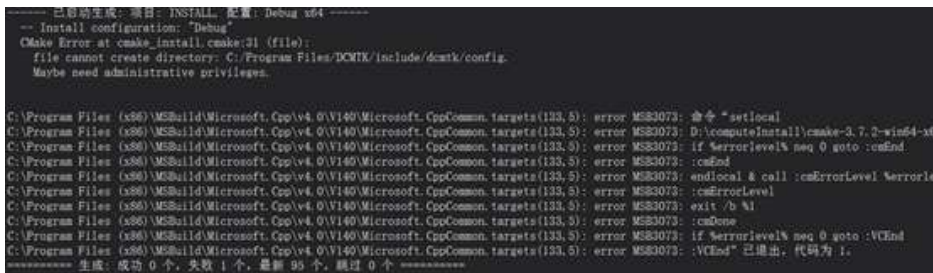 ------ 已启动生成: 项目: INSTALL, 配置: Debug x64 ------
-- Install configuration: "Debug"
CMake Error at cmake_install.cmake:31 (file):
file cannot create directory: C:/Program Files/DCMTK/include/dcmtk/config.
Maybe need administrative privileges.
C:\Program Files (x86)\MSBuild\Microsoft.Cpp\v4.0\V140\Microsoft.CppCommon.targets(133,5): error MSB3073: 命令“setlocal
C:\Program Files (x86)\MSBuild\Microsoft.Cpp\v4.0\V140\Microsoft.CppCommon.targets(133,5): error MSB3073: D:\computeInstall\cmake-3.7.2-win64-x6
C:\Program Files (x86)\MSBuild\Microsoft.Cpp\v4.0\V140\Microsoft.CppCommon.targets(133,5): error MSB3073: if %errorlevel% neq 0 goto :cmEnd
C:\Program Files (x86)\MSBuild\Microsoft.Cpp\v4.0\V140\Microsoft.CppCommon.targets(133,5): error MSB3073: :cmEnd
C:\Program Files (x86)\MSBuild\Microsoft.Cpp\v4.0\V140\Microsoft.CppCommon.targets(133,5): error MSB3073: endlocal & call :cmErrorLevel %errorle
C:\Program Files (x86)\MSBuild\Microsoft.Cpp\v4.0\V140\Microsoft.CppCommon.targets(133,5): error MSB3073: :cmErrorLevel
C:\Program Files (x86)\MSBuild\Microsoft.Cpp\v4.0\V140\Microsoft.CppCommon.targets(133,5): error MSB3073: exit /b %1
C:\Program Files (x86)\MSBuild\Microsoft.Cpp\v4.0\V140\Microsoft.CppCommon.targets(133,5): error MSB3073: :cmDone
C:\Program Files (x86)\MSBuild\Microsoft.Cpp\v4.0\V140\Microsoft.CppCommon.targets(133,5): error MSB3073: if %errorlevel% neq 0 goto :VCEnd
C:\Program Files (x86)\MSBuild\Microsoft.Cpp\v4.0\V140\Microsoft.CppCommon.targets(133,5): error MSB3073: :VCEnd”已退出，代码为 1。
========== 生成: 成功 0 个，失败 1 个，最新 95 个，跳过 0 个 ==========